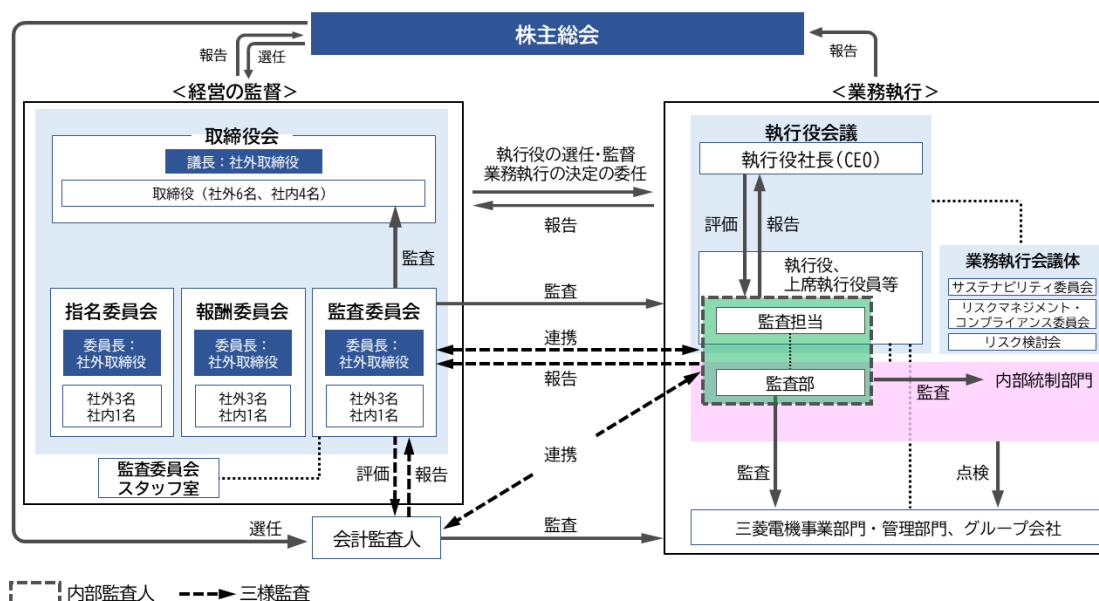 株主総会
報告
選任
報告
<経営の監督>
<業務執行>
取締役会
議長:社外取締役
取締役(社外6名、社内4名)
監査
指名委員会
委員長:
社外取締役
社外3名
社内1名
報酬委員会
委員長:
社外取締役
社外3名
社内1名
監査委員会
委員長:
社外取締役
社外3名
社内1名
監査委員会
スタッフ室
評価
報告
執行役の選任・監督
業務執行の決定の委任
報告
監査
連携
報告
連携
執行役会議
執行役社長(CEO)
評価
報告
執行役、
上席執行役員等
監査担当
監査部
業務執行会議体
サステナビリティ委員会
リスクマネジメント・
コンプライアンス委員会
リスク検討会
監査
内部統制部門
監査
点検
三菱電機事業部門・管理部門、グループ会社
選任
会計監査人
監査
内部監査人
三様監査